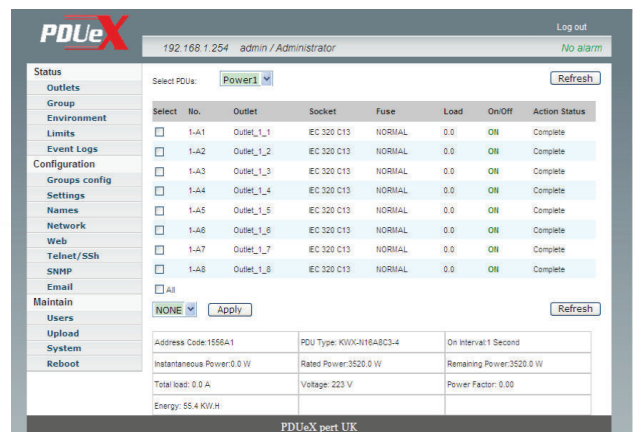 PDUeX
Log out
192.168.1.254 admin / Administrator No alarm
Status
Outlets
Group
Environment
Limits
Event Logs
Configuration
Groups config
Settings
Names
Network
Web
Telnet/SSh
SNMP
Email
Maintain
Users
Upload
System
Reboot
Select PDUs: Power1 Refresh
Select No. Outlet Socket Fuse Load On/Off Action Status
1-A1 Outlet_1_1 IEC 320 C13 NORMAL 0.0 ON Complete
1-A2 Outlet_1_2 IEC 320 C13 NORMAL 0.0 ON Complete
1-A3 Outlet_1_3 IEC 320 C13 NORMAL 0.0 ON Complete
1-A4 Outlet_1_4 IEC 320 C13 NORMAL 0.0 ON Complete
1-A5 Outlet_1_5 IEC 320 C13 NORMAL 0.0 ON Complete
1-A6 Outlet_1_6 IEC 320 C13 NORMAL 0.0 ON Complete
1-A7 Outlet_1_7 IEC 320 C13 NORMAL 0.0 ON Complete
1-A8 Outlet_1_8 IEC 320 C13 NORMAL 0.0 ON Complete
All
NONE Apply Refresh
Address Code:1556A1 PDU Type: KWX-N16A8C3-4 On Interval:1 Second
Instantaneous Power:0.0 W Rated Power:3520.0 W Remaining Power:3520.0 W
Total load: 0.0 A Voltage: 223 V Power Factor: 0.00
Energy: 55.4 KW.H
PDUeX pert UK